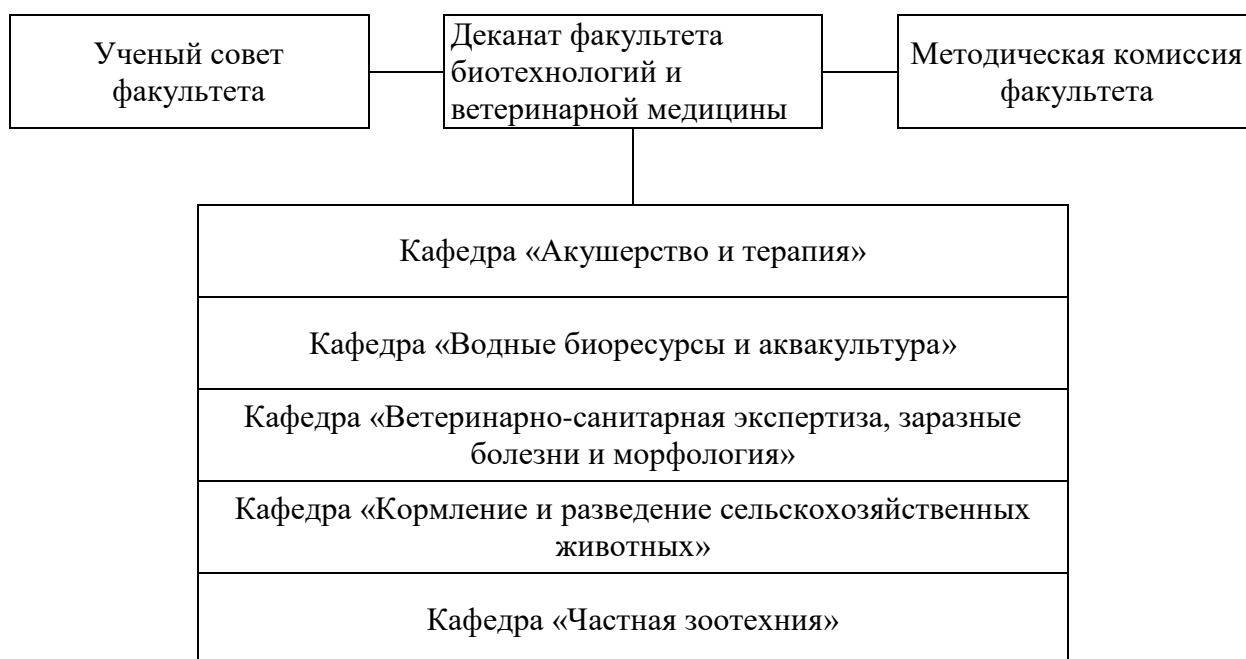 Ученый совет
факультета
Деканат факультета
биотехнологий и
ветеринарной медицины
Методическая комиссия
факультета
Кафедра «Акушерство и терапия»
Кафедра «Водные биоресурсы и аквакультура»
Кафедра «Ветеринарно-санитарная экспертиза, заразные
болезни и морфология»
Кафедра «Кормление и разведение сельскохозяйственных
животных»
Кафедра «Частная зоотехния»